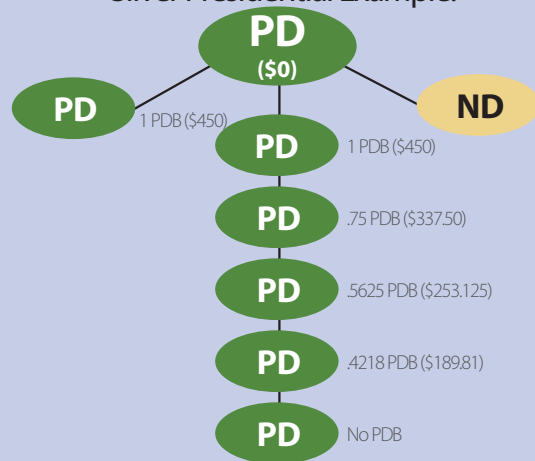 PD
($0)
PD
1 PDB ($450)
ND
PD
1 PDB ($450)
PD
.75 PDB ($337.50)
PD
.5625 PDB ($253.125)
PD
.4218 PDB ($189.81)
PD
No PDB